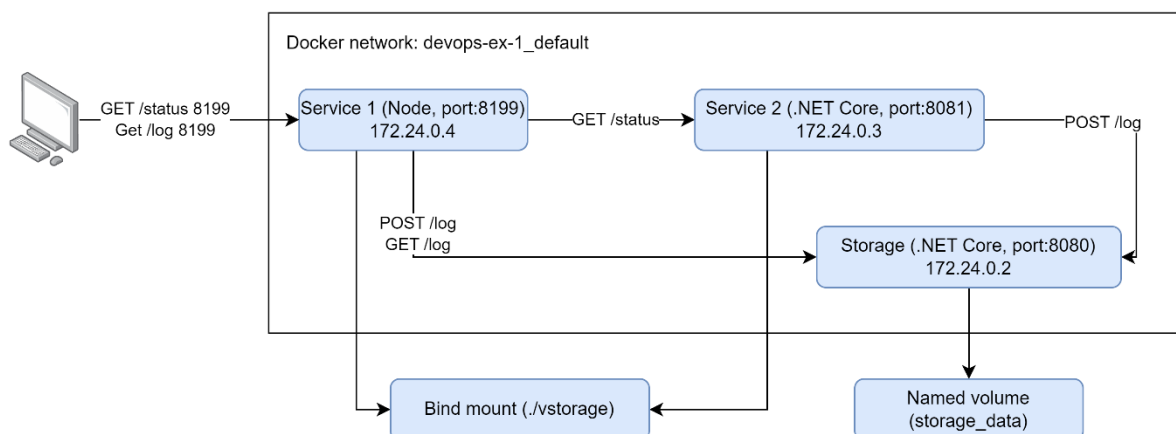 Docker network: devops-ex-1_default
GET /status 8199
Get /log 8199
Service 1 (Node, port:8199)
172.24.0.4
GET /status
Service 2 (.NET Core, port:8081)
172.24.0.3
POST /log
POST /log
GET /log
Storage (.NET Core, port:8080)
172.24.0.2
Bind mount (./vstorage)
Named volume
(storage_data)